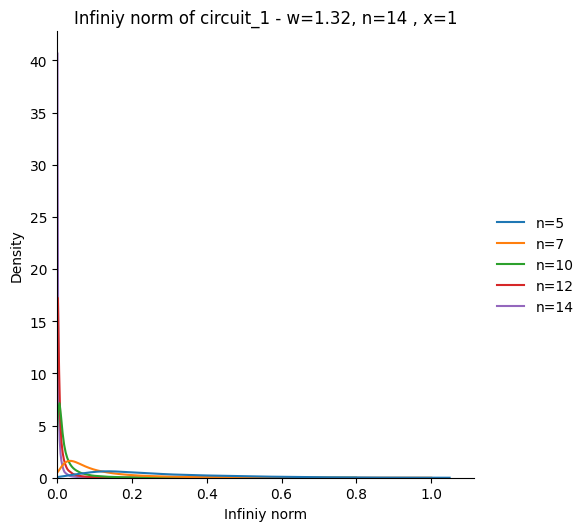 Infiniy norm of circuit_1 - w=1.32, n=14 , x=1
40
35
30
25
20
15
10
5
0
Density
0.0 0.2 0.4 0.6 0.8 1.0
Infiniy norm
n=5
n=7
n=10
n=12
n=14